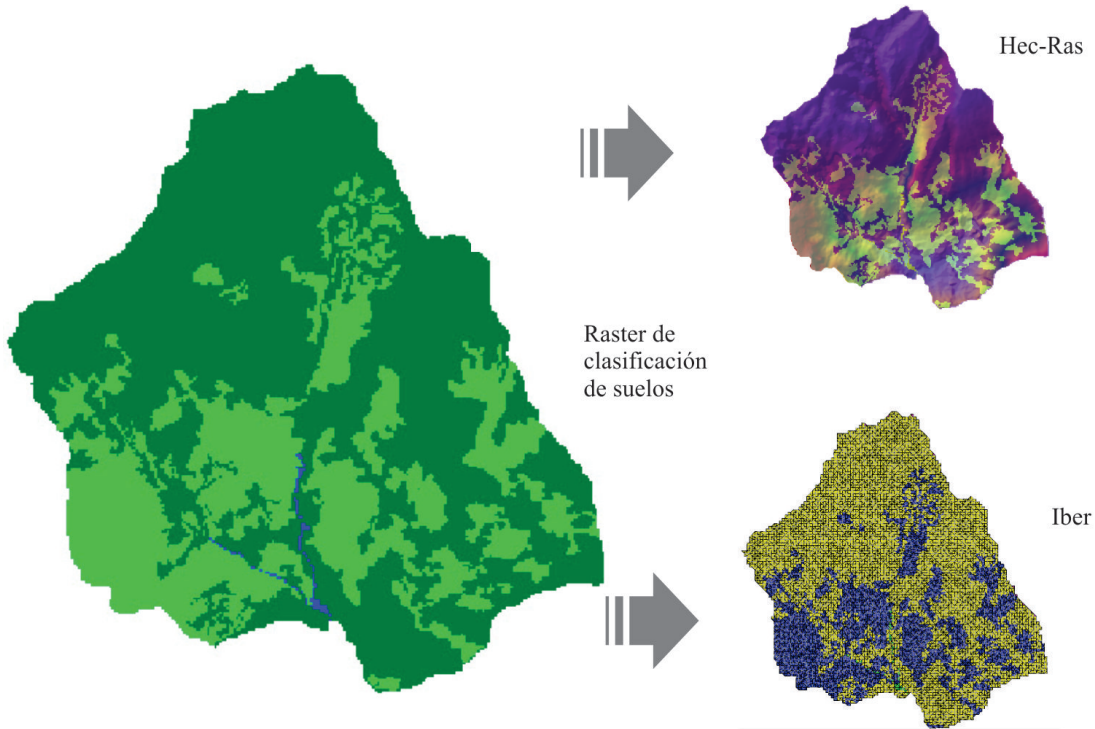 Hec-Ras
Raster de
clasificación
de suelos
Iber